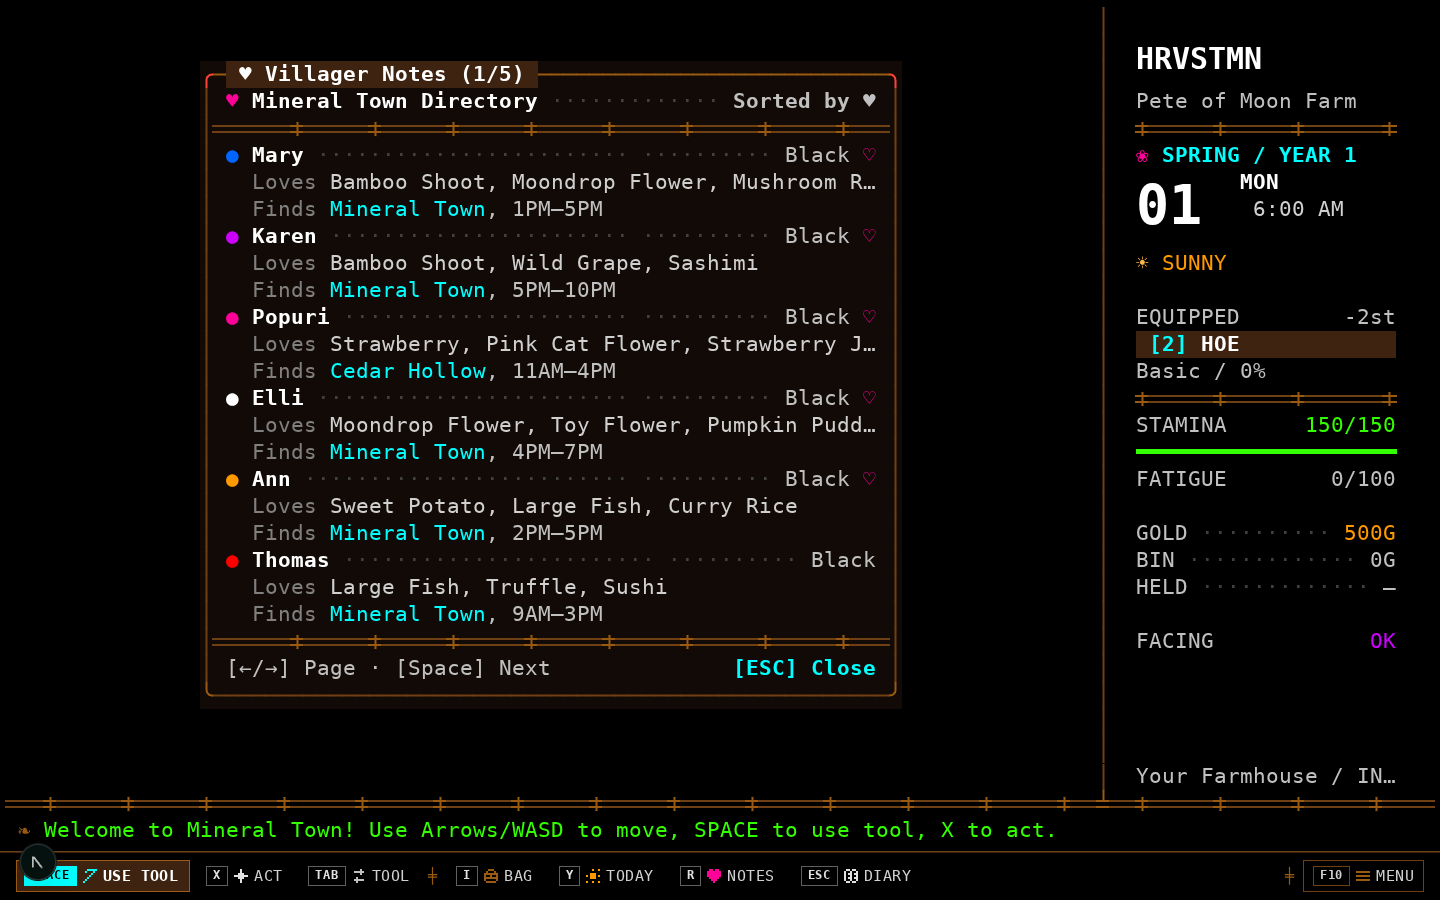 ♥ Villager Notes (1/5)
♥ Mineral Town Directory ············· Sorted by ♥
● Mary ························ ·········· Black ♡
Loves Bamboo Shoot, Moondrop Flower, Mushroom R…
Finds Mineral Town, 1PM–5PM
● Karen ······················· ·········· Black ♡
Loves Bamboo Shoot, Wild Grape, Sashimi
Finds Mineral Town, 5PM–10PM
● Popuri ······················ ·········· Black ♡
Loves Strawberry, Pink Cat Flower, Strawberry J…
Finds Cedar Hollow, 11AM–4PM
● Elli ························ ·········· Black ♡
Loves Moondrop Flower, Toy Flower, Pumpkin Pudd…
Finds Mineral Town, 4PM–7PM
● Ann ························· ·········· Black ♡
Loves Sweet Potato, Large Fish, Curry Rice
Finds Mineral Town, 2PM–5PM
● Thomas ························ ·········· Black
Loves Large Fish, Truffle, Sushi
Finds Mineral Town, 9AM–3PM
[←/→] Page · [Space] Next [ESC] Close
HRVSTMN
Pete of Moon Farm
❀ SPRING / YEAR 1
01 MON
6:00 AM
☀ SUNNY
EQUIPPED -2st
[2] HOE
Basic / 0%
STAMINA 150/150
FATIGUE 0/100
GOLD ·········· 500G
BIN ············· 0G
HELD ············· —
FACING OK
Your Farmhouse / IN…
❧ Welcome to Mineral Town! Use Arrows/WASD to move, SPACE to use tool, X to act.
USE TOOL X ACT TAB TOOL I BAG Y TODAY R NOTES ESC DIARY F10 MENU